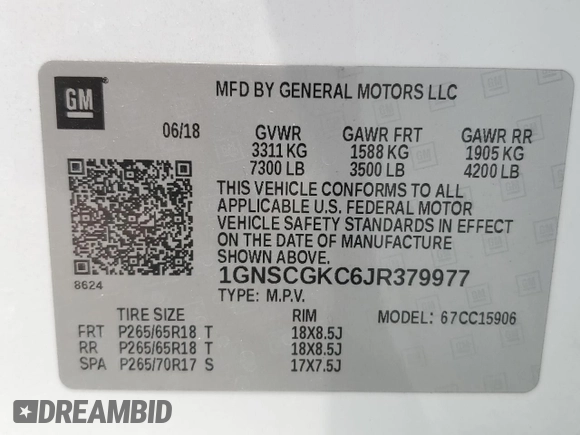 GM
MFD BY GENERAL MOTORS LLC
06/18 GVWR GAWR FRT GAWR RR
3311 KG 1588 KG 1905 KG
7300 LB 3500 LB 4200 LB
THIS VEHICLE CONFORMS TO ALL
APPLICABLE U.S. FEDERAL MOTOR
VEHICLE SAFETY STANDARDS IN EFFECT
ON THE DATE OF MANUFACTURE
SHOWN ABOVE.
8624
1GNSCGKC6JR379977
TYPE: M.P.V.
TIRE SIZE RIM MODEL: 67CC15906
FRT P265/65R18 T 18X8.5J
RR P265/65R18 T 18X8.5J
SPA P265/70R17 S 17X7.5J
DREAMBID